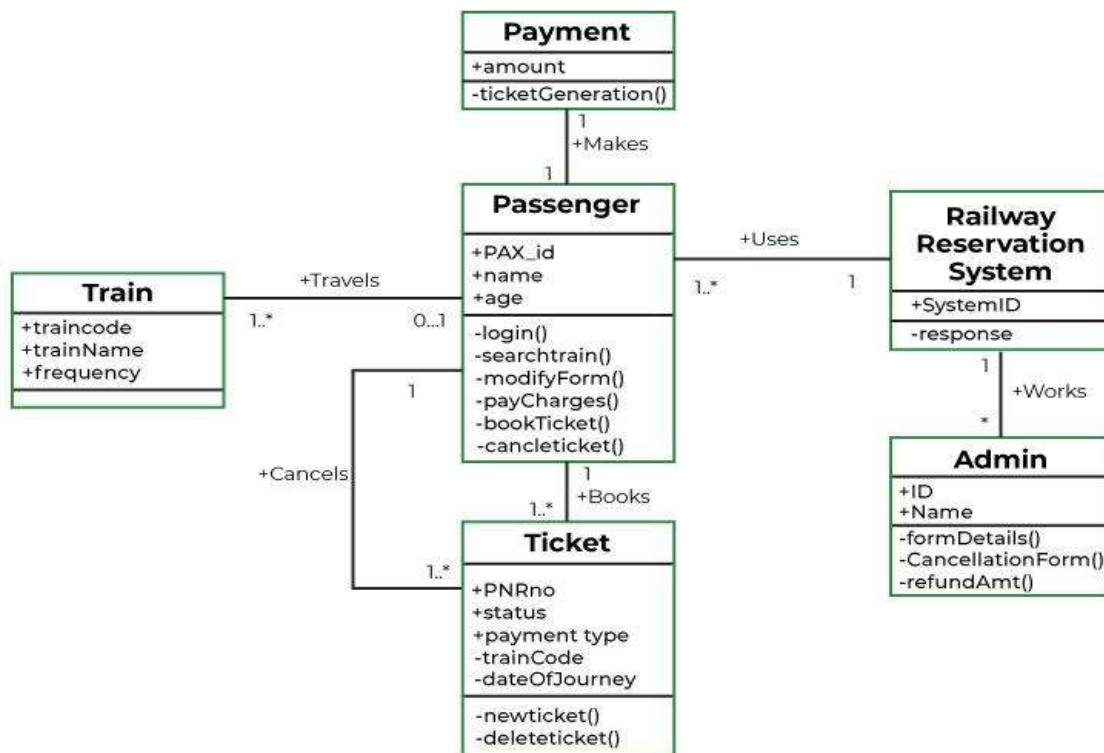 Payment
+amount
-ticketGeneration()
1
+Makes
1
Passenger
+PAX_id
+name
+age
-login()
-searchtrain()
-modifyForm()
-payCharges()
-bookTicket()
-cancleticket()
+Uses
1..*
1
Railway
Reservation
System
+SystemID
-response
1
+Works
*
Admin
+ID
+Name
-formDetails()
-CancellationForm()
-refundAmt()
+Travels
1..*
0...1
Train
+traincode
+trainName
+frequency
1
+Cancels
1..*
1
+Books
1..*
Ticket
+PNRno
+status
+payment type
-trainCode
-dateOfJourney
-newticket()
-deleteticket()